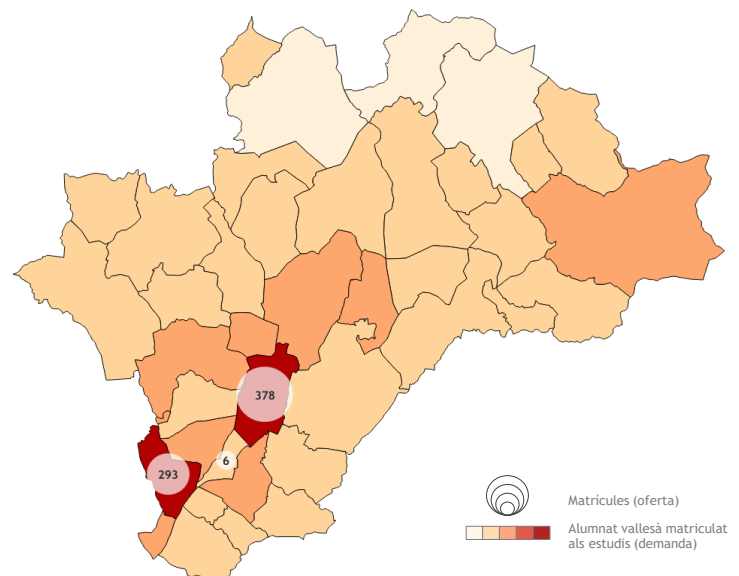 378
293
6
Matrícules (oferta)
Alumnat vallesà matriculat
als estudis (demanda)